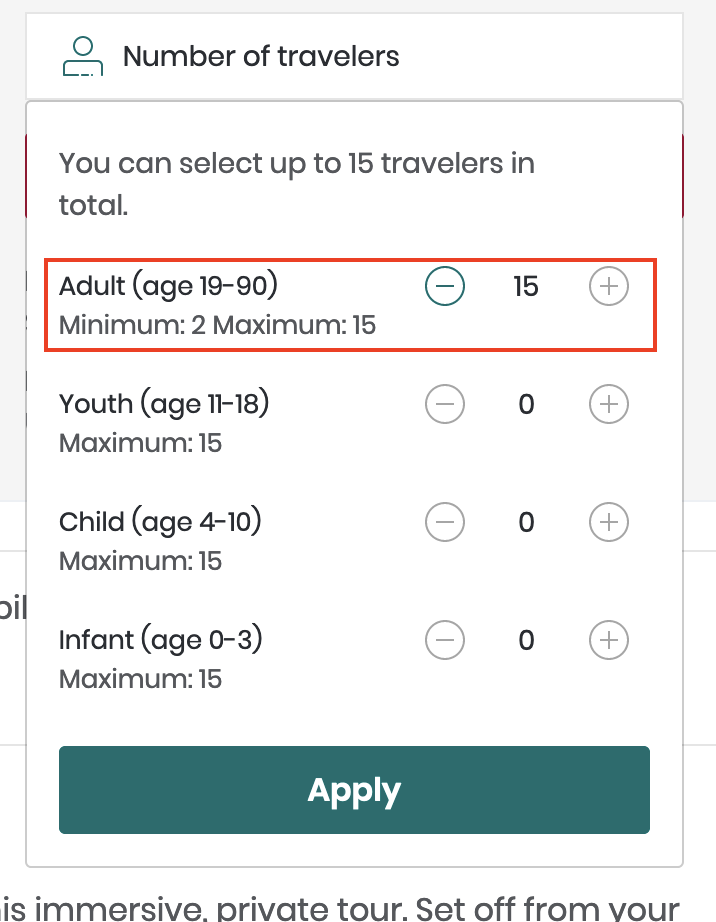 Number of travelers
You can select up to 15 travelers in
total.
Adult (age 19-90) 15
Minimum: 2 Maximum: 15
Youth (age 11-18) 0
Maximum: 15
Child (age 4-10) 0
Maximum: 15
Infant (age 0-3) 0
Maximum: 15
Apply
immersive, private tour. Set off from your